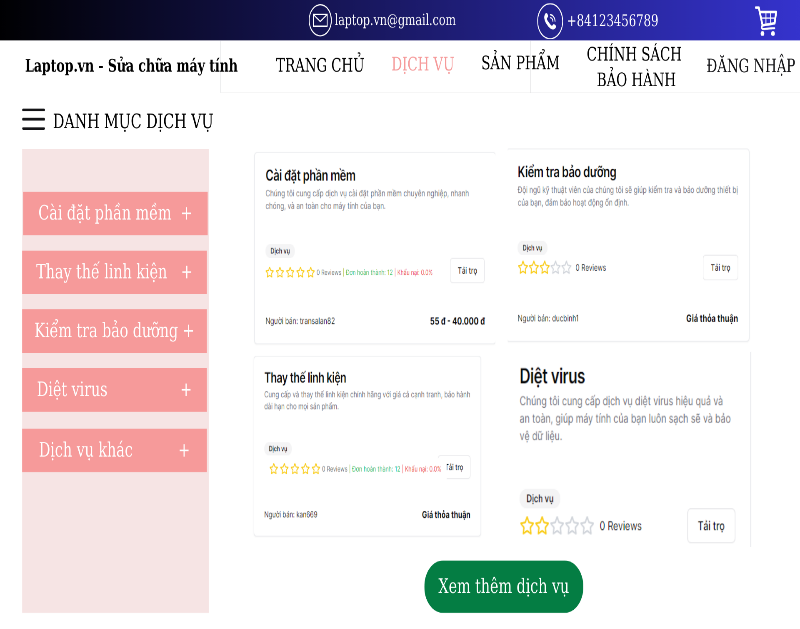 laptop.vn@gmail.com
+84123456789
Laptop.vn - Sửa chữa máy tính
TRANG CHỦ
DỊCH VỤ
SẢN PHẨM
CHÍNH SÁCH
BẢO HÀNH
ĐĂNG NHẬP
DANH MỤC DỊCH VỤ
Cài đặt phần mềm +
Thay thế linh kiện +
Kiểm tra bảo dưỡng +
Diệt virus +
Dịch vụ khác +
Cài đặt phần mềm
Chúng tôi cung cấp dịch vụ cài đặt phần mềm chuyên nghiệp, nhanh
chóng, và an toàn cho máy tính của bạn.
Dịch vụ
0 Reviews | Đơn hoàn thành: 12 | Khấu nại: 0.0%
Tài trợ
Người bán: transalan82
55 đ - 40.000 đ
Kiểm tra bảo dưỡng
Đội ngũ kỹ thuật viên của chúng tôi sẽ giúp kiểm tra và bảo dưỡng thiết bị
của bạn, đảm bảo hoạt động ổn định.
Dịch vụ
0 Reviews
Tài trợ
Người bán: ducbinh1
Giá thỏa thuận
Thay thế linh kiện
Cung cấp và thay thế linh kiện chính hãng với giá cả cạnh tranh, bảo hành
dài hạn cho mọi sản phẩm.
Dịch vụ
0 Reviews | Đơn hoàn thành: 12 | Khấu nại: 0.0%
Tài trợ
Người bán: kan669
Giá thỏa thuận
Diệt virus
Chúng tôi cung cấp dịch vụ diệt virus hiệu quả và
an toàn, giúp máy tính của bạn luôn sạch sẽ và bảo
vệ dữ liệu.
Dịch vụ
0 Reviews
Tài trợ
Xem thêm dịch vụ